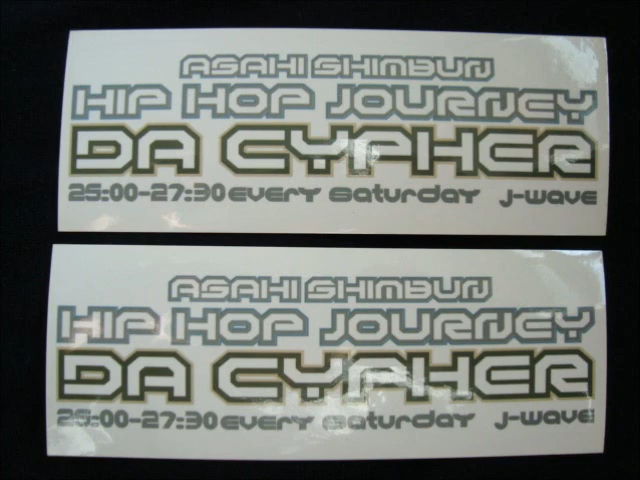 ASAHI SHIMBUN
HIP HOP JOURNEY
DA CYPHER
25:00-27:30 every saturday j-wave
ASAHI SHIMBUN
HIP HOP JOURNEY
DA CYPHER
25:00-27:30 every saturday j-wave